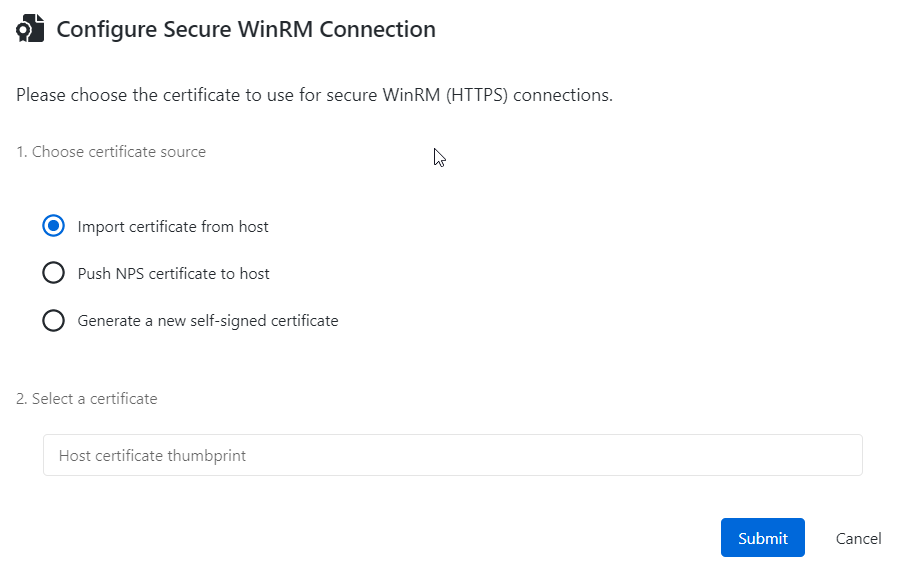 Configure Secure WinRM Connection
Please choose the certificate to use for secure WinRM (HTTPS) connections.
1. Choose certificate source
Import certificate from host
Push NPS certificate to host
Generate a new self-signed certificate
2. Select a certificate
Host certificate thumbprint
Submit
Cancel